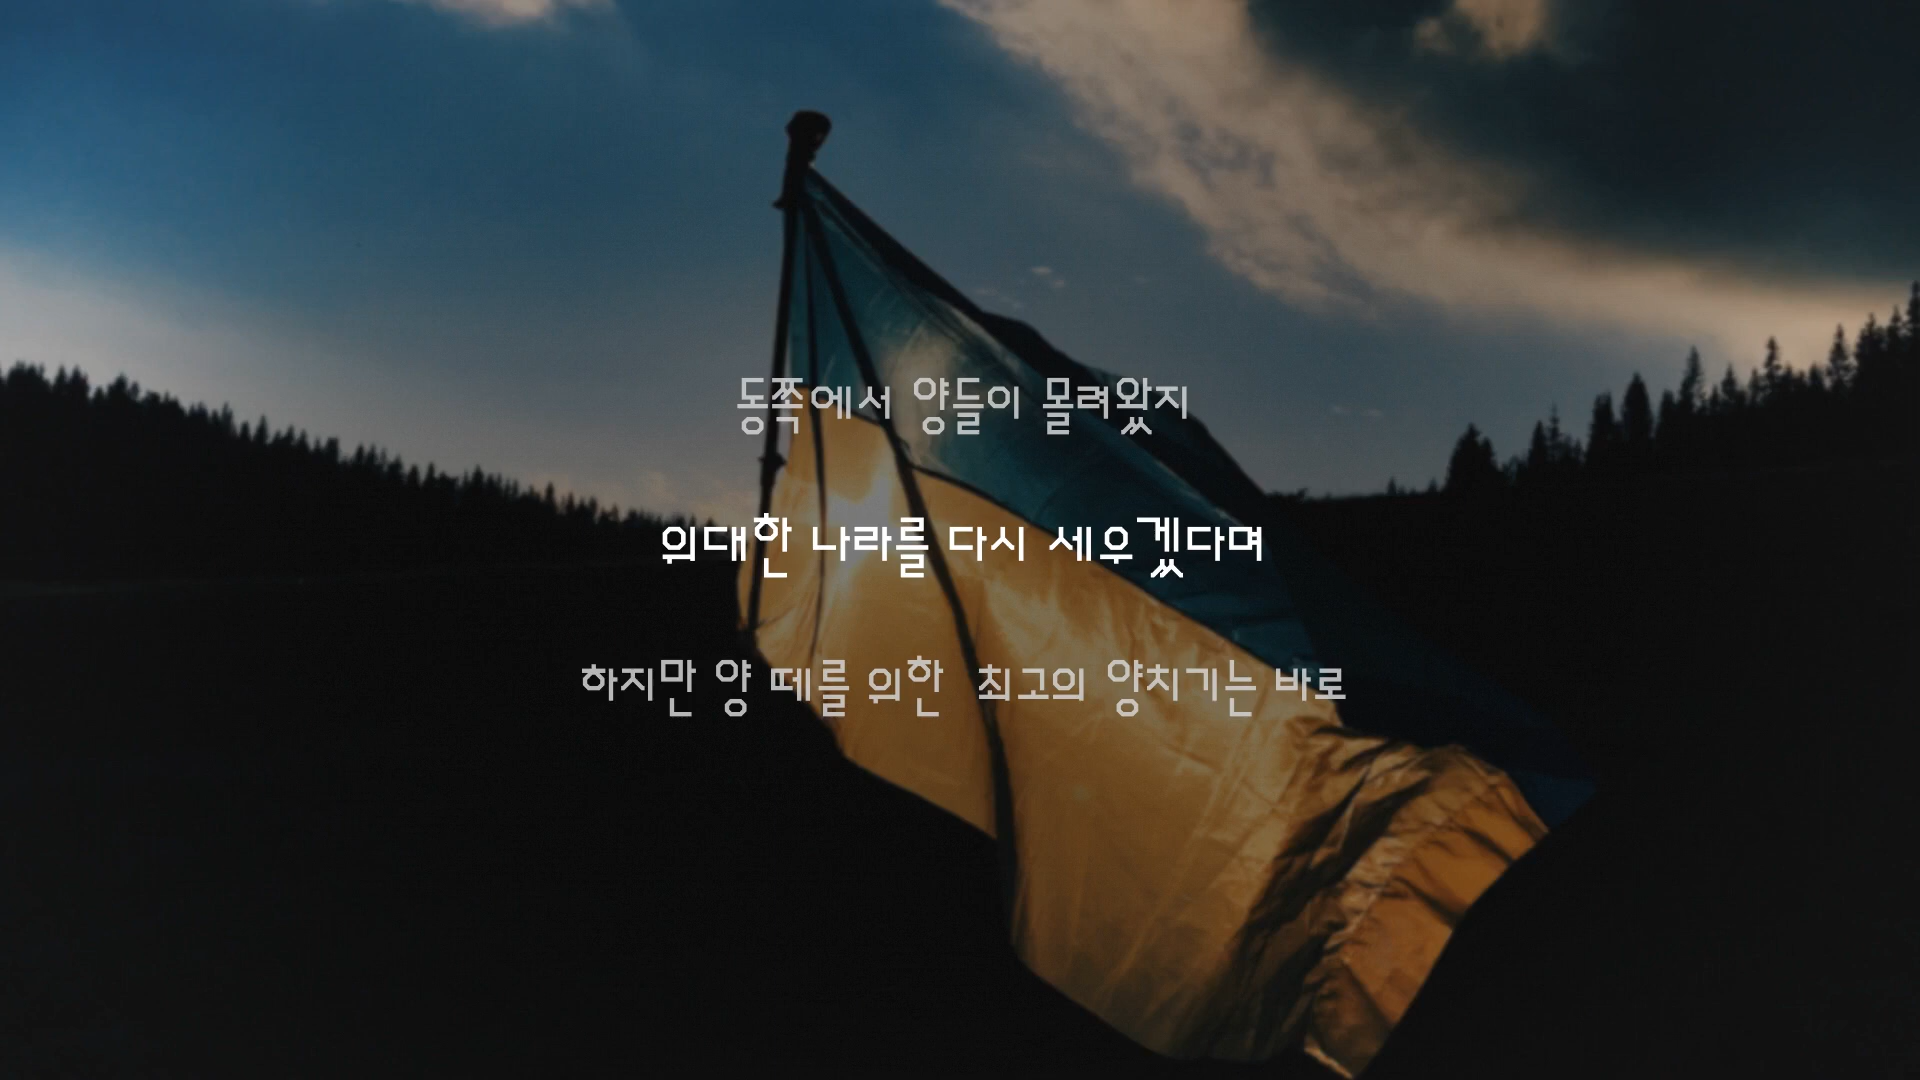 동쪽에서 양들이 몰려왔지
위대한 나라를 다시 세우겠다며
하지만 양 떼를 위한 최고의 양치기는 바로